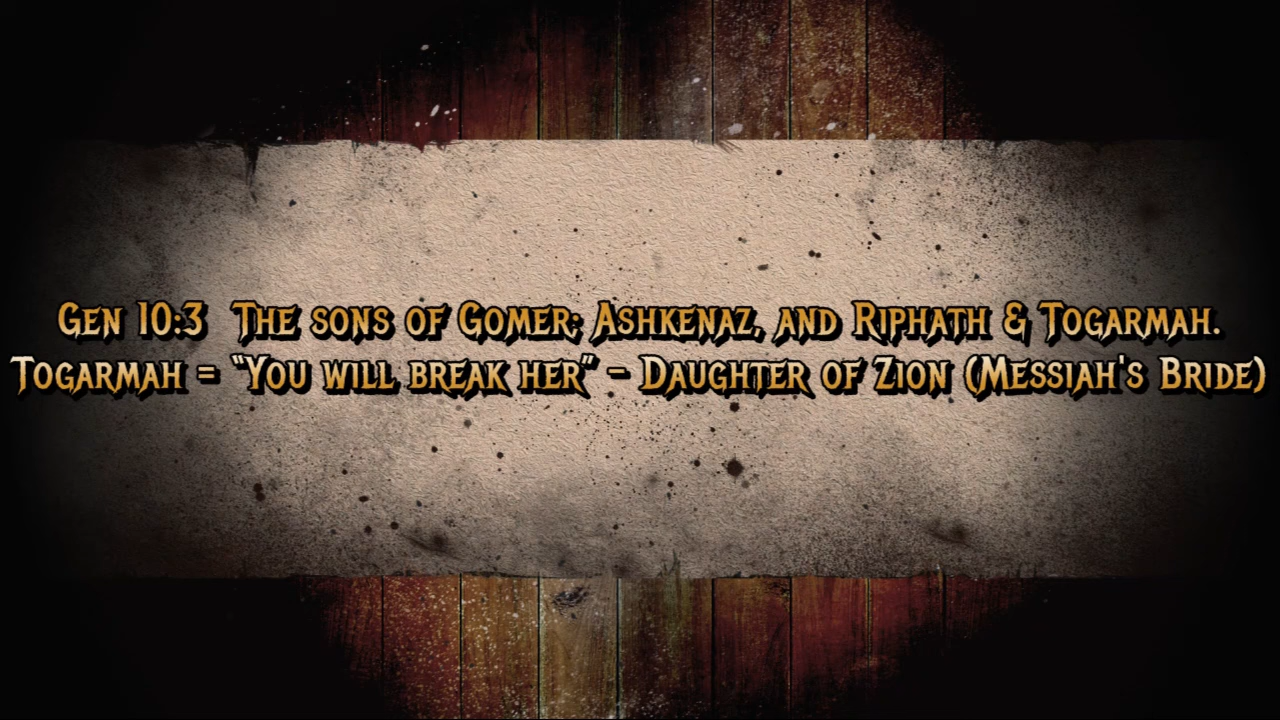 Gen 10:3 The sons of Gomer; Ashkenaz, and Riphath & Togarmah.
Togarmah = "You will break her" - Daughter of Zion (Messiah's Bride)